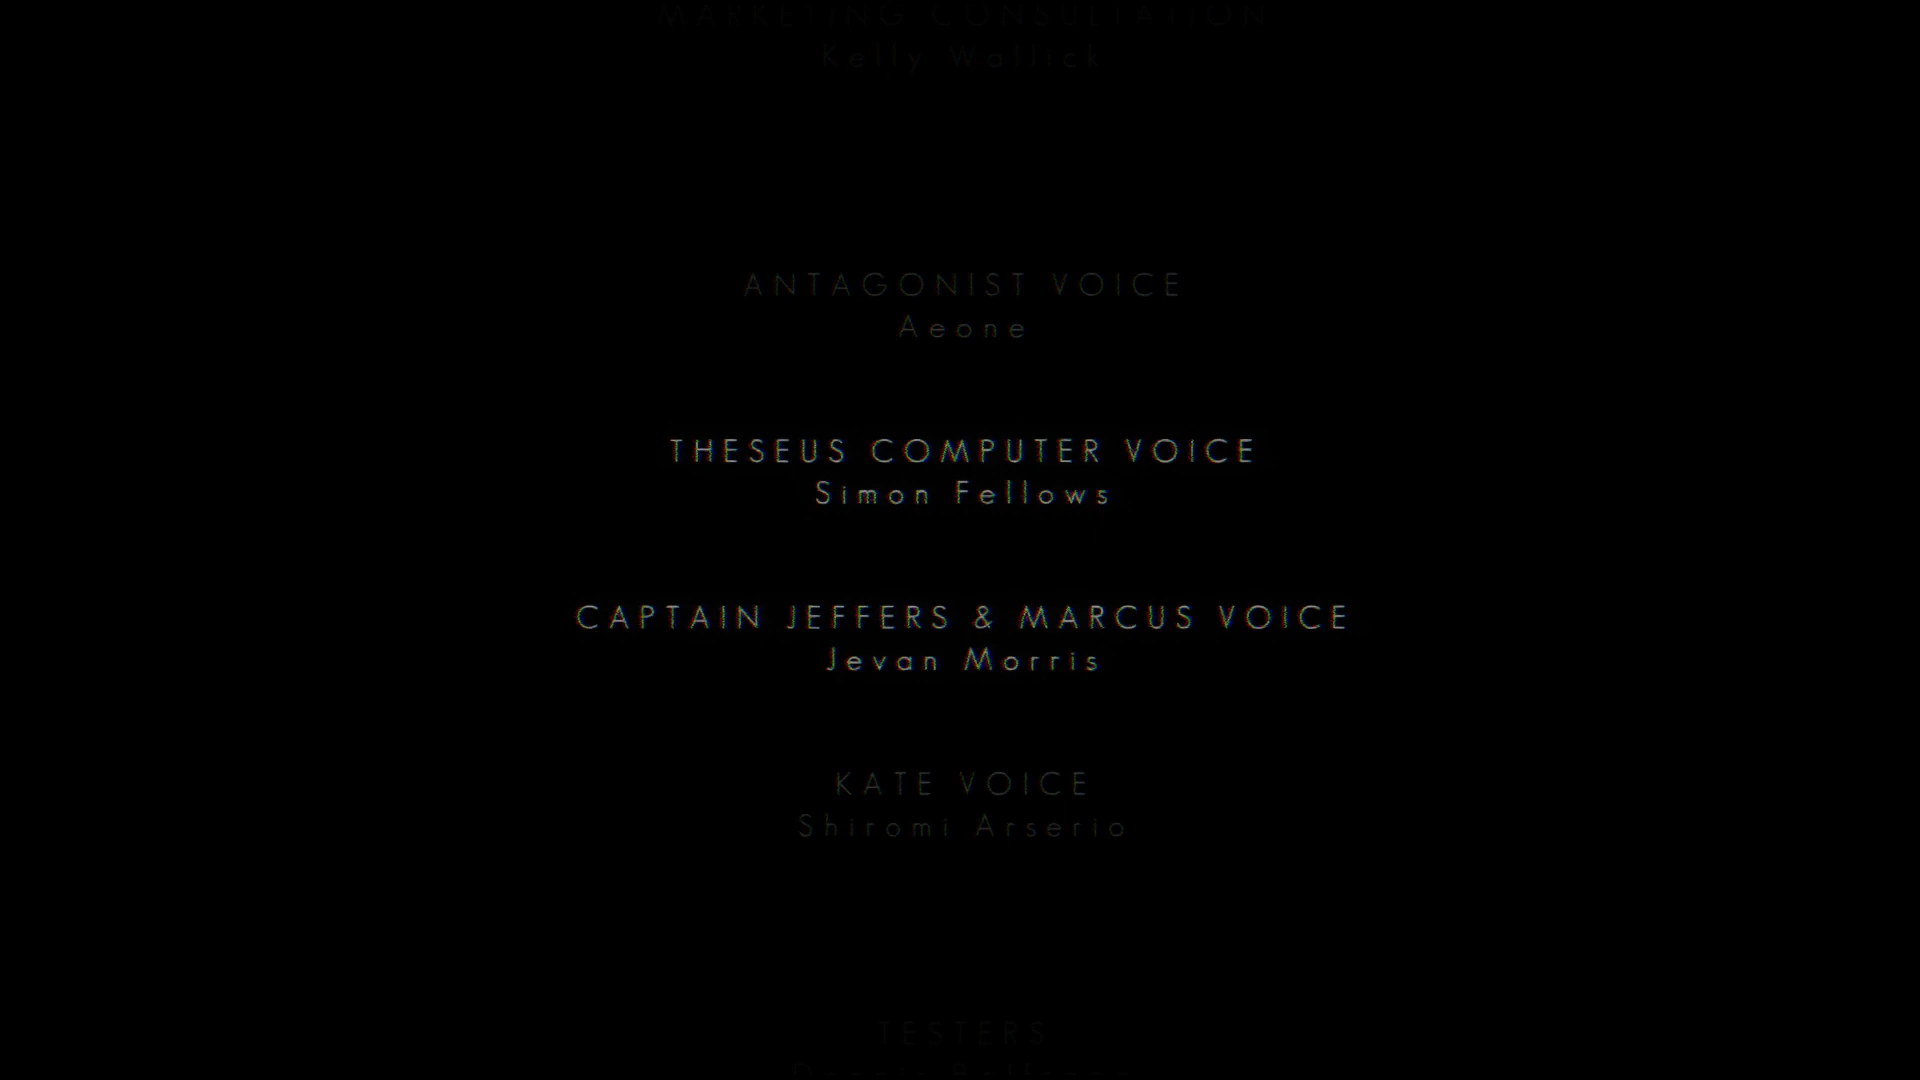 MARKETING CONSULTATION
Kelly Wallick
ANTAGONIST VOICE
Aeone
THESEUS COMPUTER VOICE
Simon Fellows
CAPTAIN JEFFERS & MARCUS VOICE
Jevan Morris
KATE VOICE
Shiromi Arserio
TESTERS